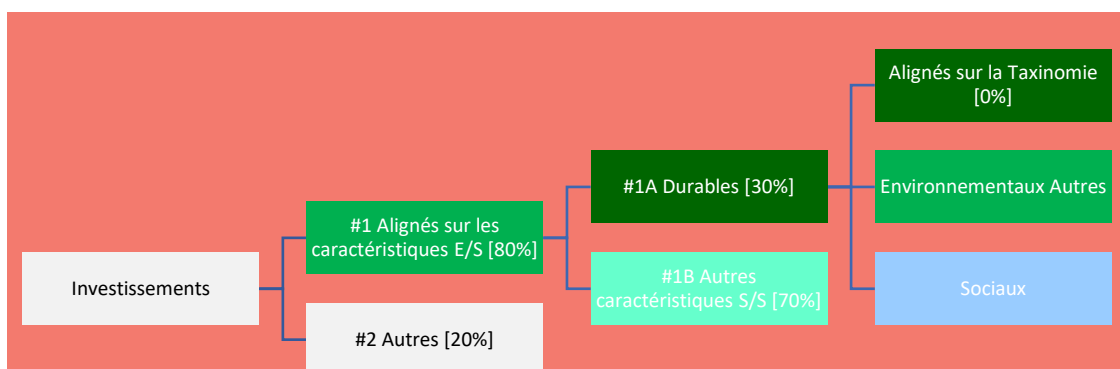 Alignés sur la Taxinomie
[0%]
#1A Durables [30%]
Environnementaux Autres
#1 Alignés sur les
caractéristiques E/S [80%]
Investissements
#1B Autres
caractéristiques S/S [70%]
Sociaux
#2 Autres [20%]